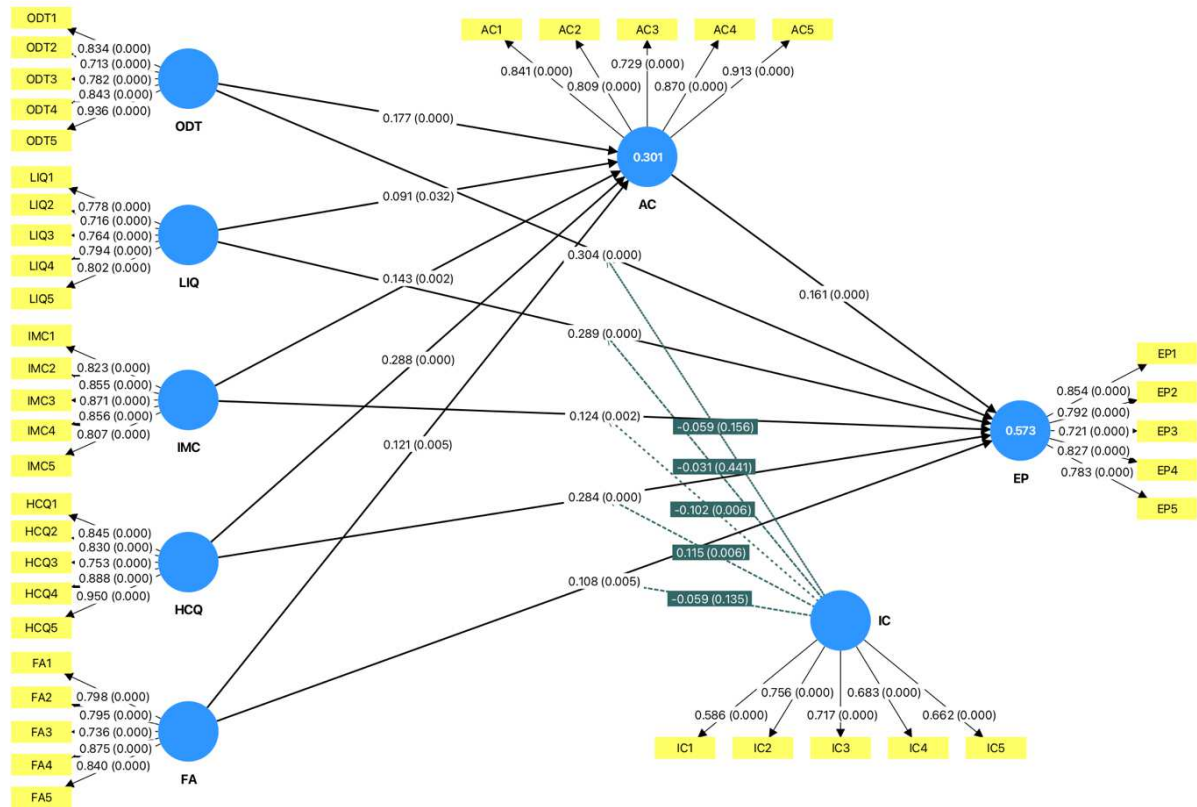 ODT1
ODT2
ODT3
ODT4
ODT5
0.834 (0.000)
0.713 (0.000)
0.782 (0.000)
0.843 (0.000)
0.936 (0.000)
ODT
LIQ1
LIQ2
LIQ3
LIQ4
LIQ5
0.778 (0.000)
0.716 (0.000)
0.764 (0.000)
0.794 (0.000)
0.802 (0.000)
LIQ
IMC1
IMC2
IMC3
IMC4
IMC5
0.823 (0.000)
0.855 (0.000)
0.871 (0.000)
0.856 (0.000)
0.807 (0.000)
IMC
HCQ1
HCQ2
HCQ3
HCQ4
HCQ5
0.845 (0.000)
0.830 (0.000)
0.753 (0.000)
0.888 (0.000)
0.950 (0.000)
HCQ
FA1
FA2
FA3
FA4
FA5
0.798 (0.000)
0.795 (0.000)
0.736 (0.000)
0.875 (0.000)
0.840 (0.000)
FA
AC1
AC2
AC3
AC4
AC5
0.841 (0.000)
0.809 (0.000)
0.729 (0.000)
0.870 (0.000)
0.913 (0.000)
0.301
AC
0.177 (0.000)
0.091 (0.032)
0.143 (0.002)
0.288 (0.000)
0.121 (0.005)
0.304 (0.000)
0.289 (0.000)
0.124 (0.002)
0.284 (0.000)
0.108 (0.005)
0.161 (0.000)
-0.059 (0.156)
-0.031 (0.441)
-0.102 (0.006)
0.115 (0.006)
-0.059 (0.135)
0.573
EP
EP1
EP2
EP3
EP4
EP5
0.854 (0.000)
0.792 (0.000)
0.721 (0.000)
0.827 (0.000)
0.783 (0.000)
IC
0.586 (0.000)
0.756 (0.000)
0.717 (0.000)
0.683 (0.000)
0.662 (0.000)
IC1
IC2
IC3
IC4
IC5